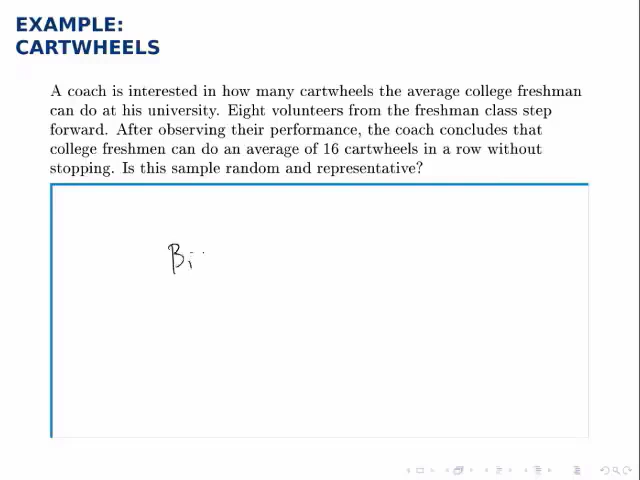 EXAMPLE:
CARTWHEELS
A coach is interested in how many cartwheels the average college freshman
can do at his university. Eight volunteers from the freshman class step
forward. After observing their performance, the coach concludes that
college freshmen can do an average of 16 cartwheels in a row without
stopping. Is this sample random and representative?
Bi